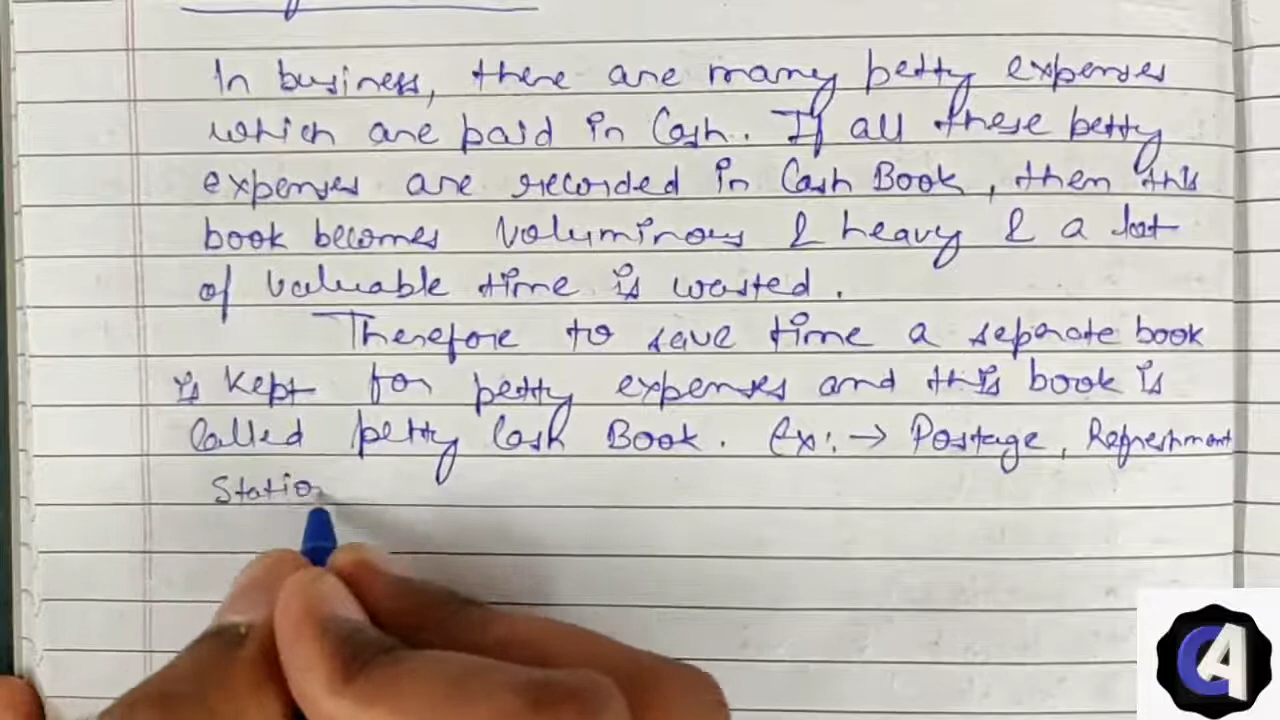 In business, there are many petty expenses
which are paid in Cash. If all these petty
expenses are recorded in Cash Book, then this
book becomes voluminous & heavy & a lot
of valuable time is wasted.
Therefore to save time a separate book
is kept for petty expenses and this book is
Called petty Cash Book. Ex:→ Postage, Refreshment
Statio
CA